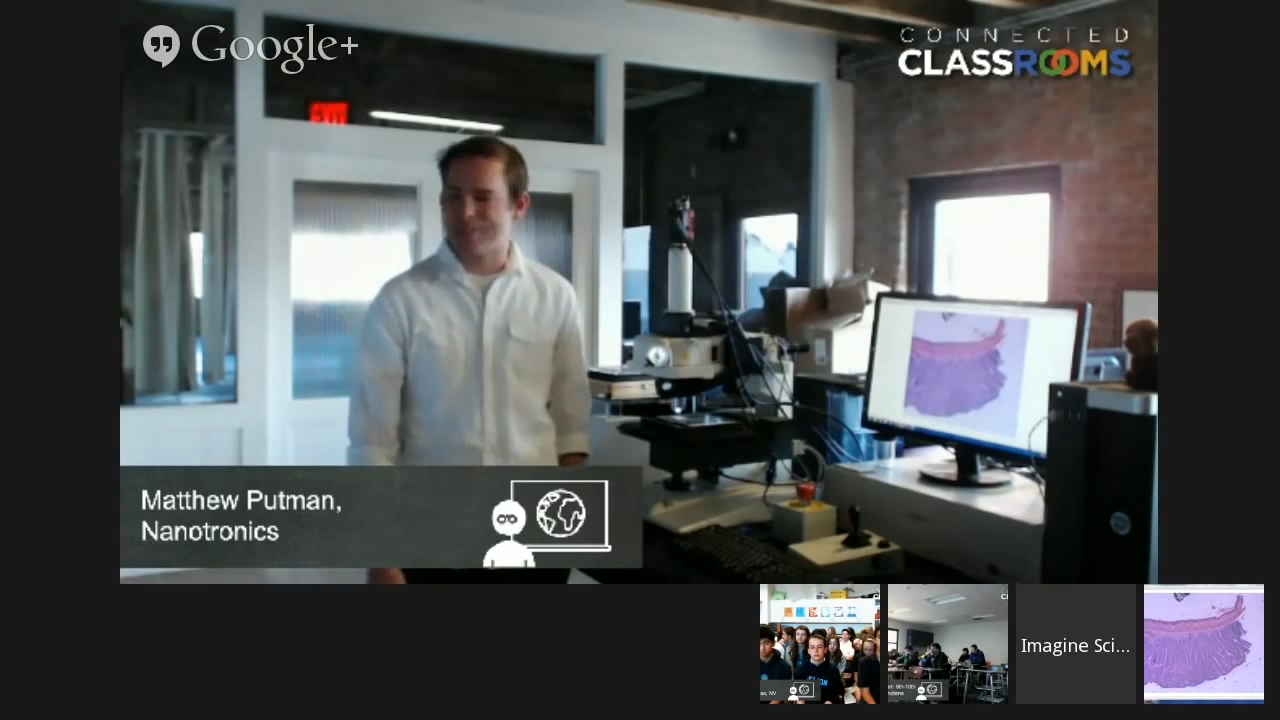 Google+
CONNECTED
CLASSROOMS
EXIT
Matthew Putman,
Nanotronics
Imagine Sci...